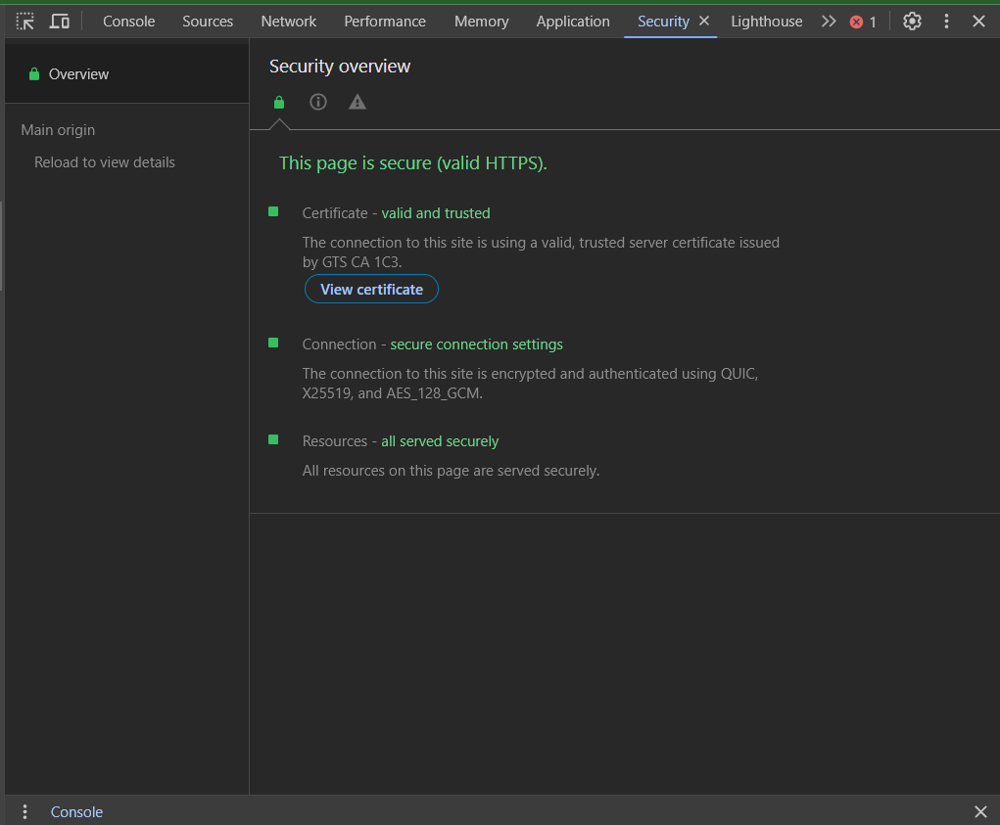 Console Sources Network Performance Memory Application Security Lighthouse 1
Overview
Main origin
Reload to view details
Security overview
This page is secure (valid HTTPS).
Certificate - valid and trusted
The connection to this site is using a valid, trusted server certificate issued
by GTS CA 1C3.
View certificate
Connection - secure connection settings
The connection to this site is encrypted and authenticated using QUIC,
X25519, and AES_128_GCM.
Resources - all served securely
All resources on this page are served securely.
Console